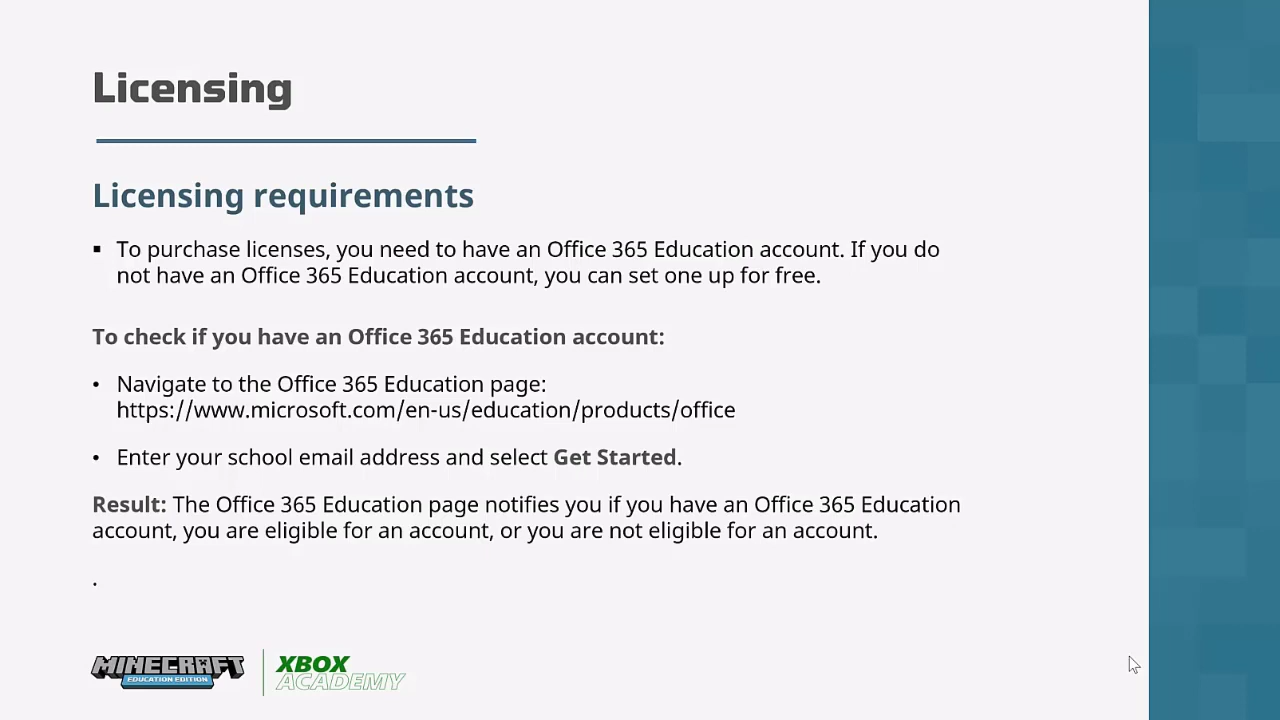 Licensing
Licensing requirements
▪ To purchase licenses, you need to have an Office 365 Education account. If you do
not have an Office 365 Education account, you can set one up for free.
To check if you have an Office 365 Education account:
• Navigate to the Office 365 Education page:
https://www.microsoft.com/en-us/education/products/office
• Enter your school email address and select Get Started.
Result: The Office 365 Education page notifies you if you have an Office 365 Education
account, you are eligible for an account, or you are not eligible for an account.
.
MINECRAFT
EDUCATION EDITION
XBOX
ACADEMY